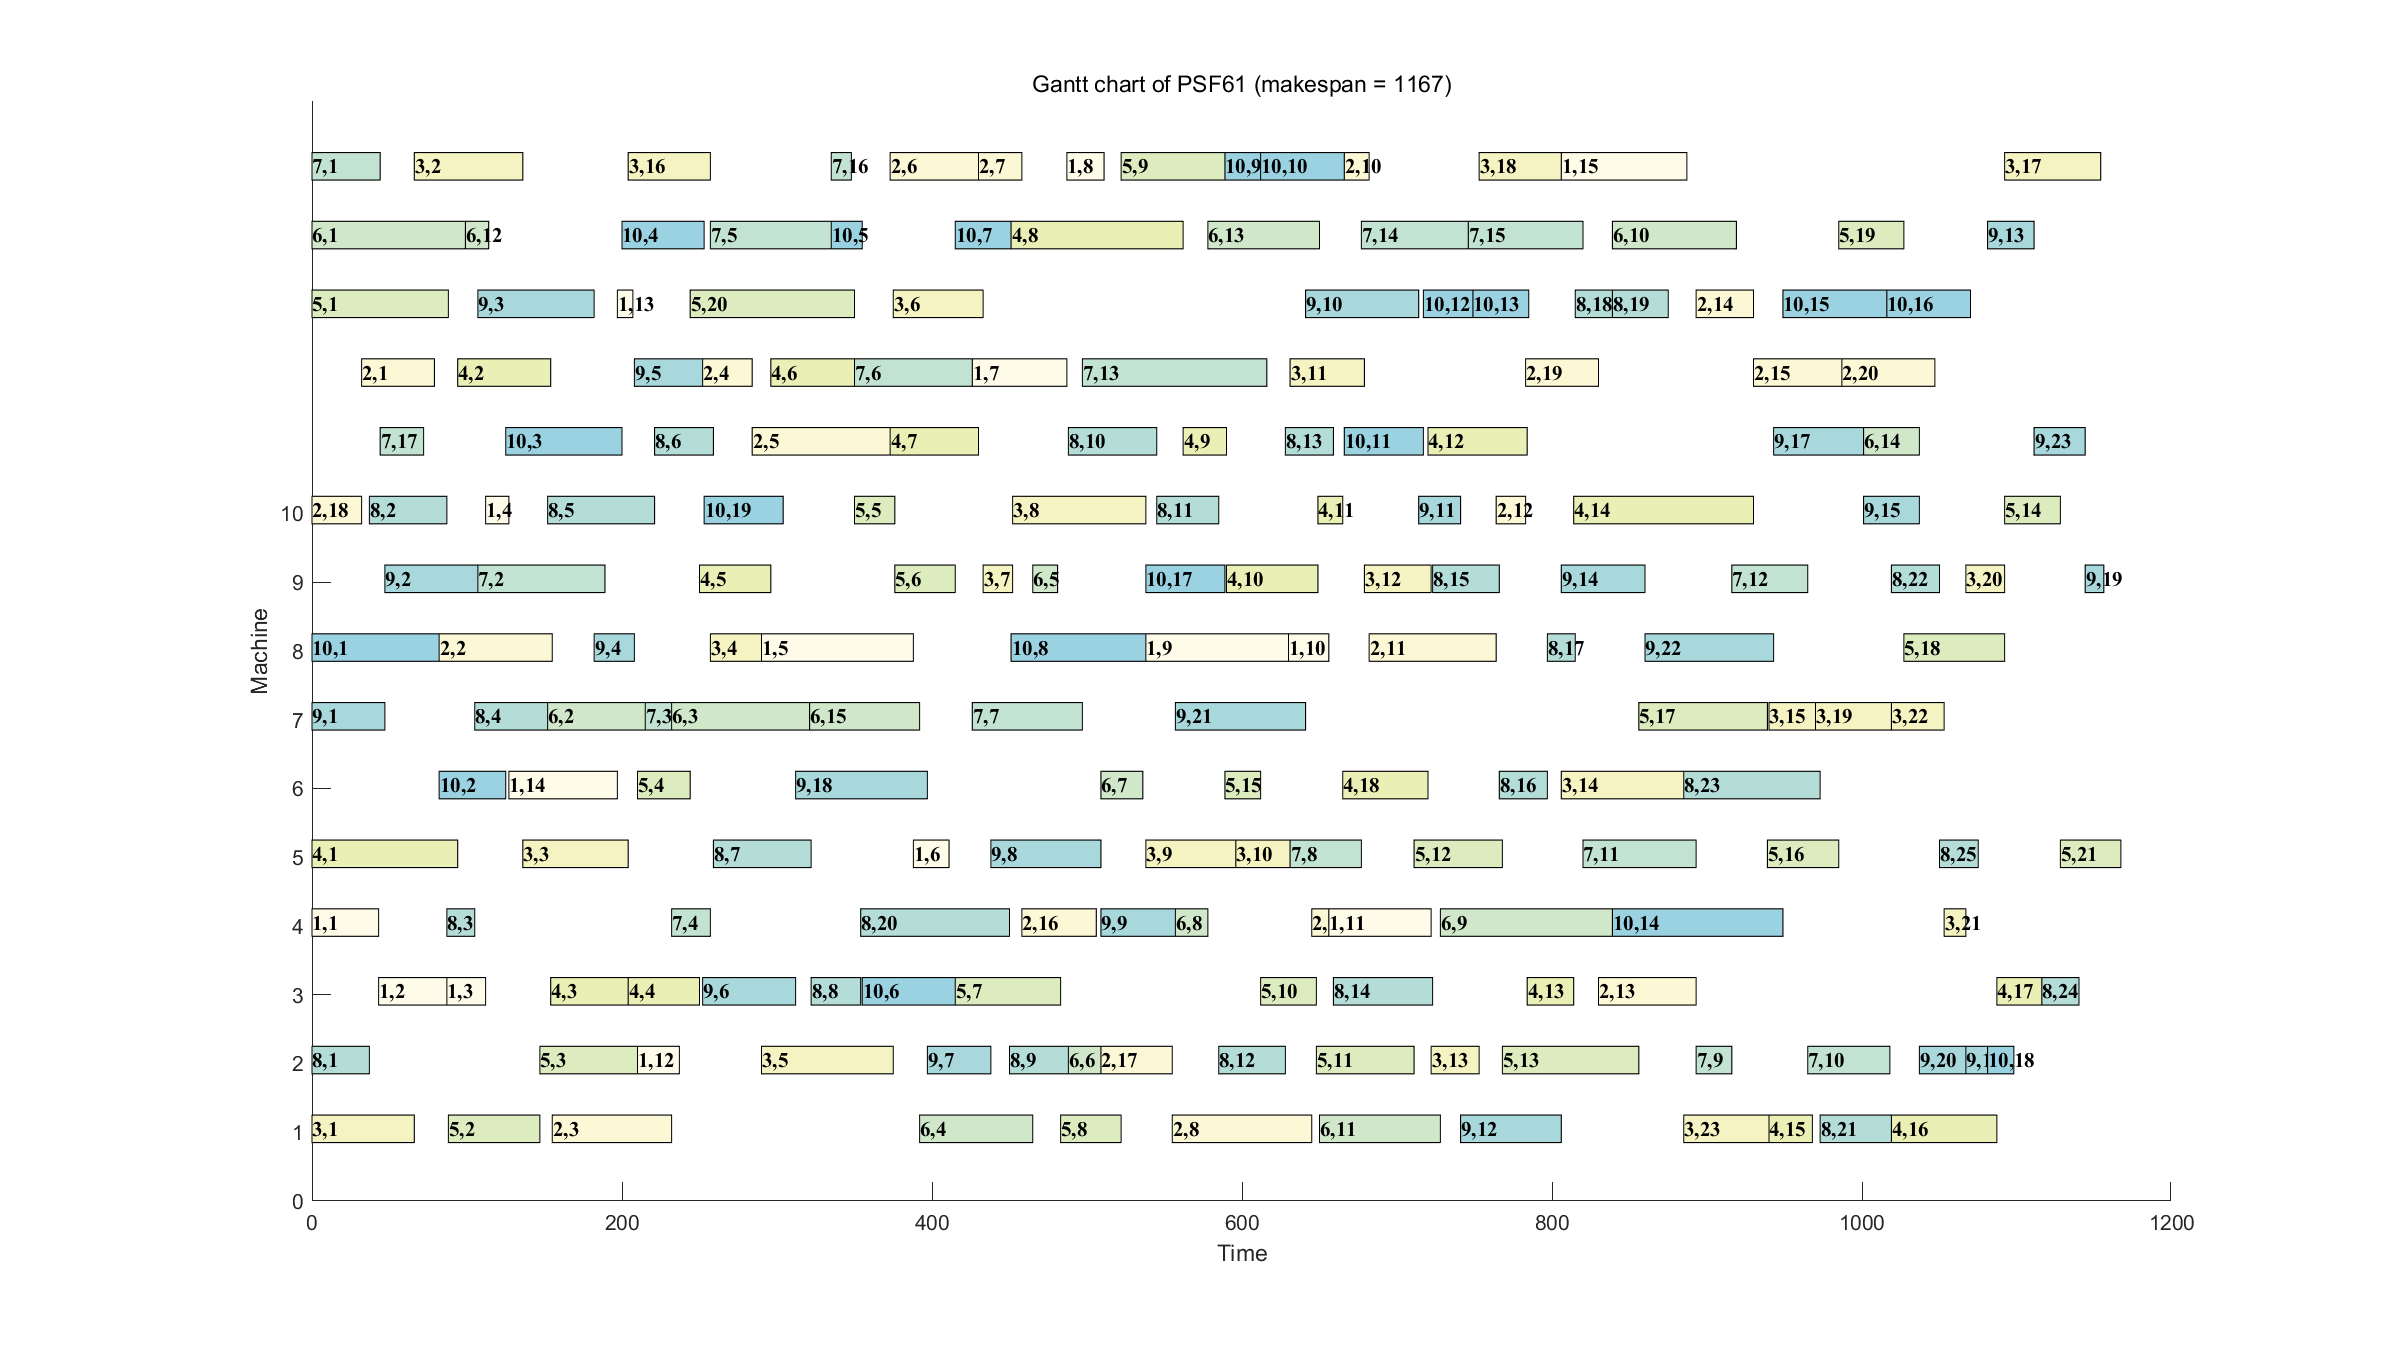 Gantt chart of PSF61 (makespan = 1167)
7,1 3,2 3,16 7,16 2,6 2,7 1,8 5,9 10,9 10,10 2,10 3,18 1,15 3,17
6,1 6,12 10,4 7,5 10,5 10,7 4,8 6,13 7,14 7,15 6,10 5,19 9,13
5,1 9,3 1,13 5,20 3,6 9,10 10,12 10,13 8,18 8,19 2,14 10,15 10,16
2,1 4,2 9,5 2,4 4,6 7,6 1,7 7,13 3,11 2,19 2,15 2,20
7,17 10,3 8,6 2,5 4,7 8,10 4,9 8,13 10,11 4,12 9,17 6,14 9,23
10 2,18 8,2 1,4 8,5 10,19 5,5 3,8 8,11 4,11 9,11 2,12 4,14 9,15 5,14
9 9,2 7,2 4,5 5,6 3,7 6,5 10,17 4,10 3,12 8,15 9,14 7,12 8,22 3,20 9,19
8 10,1 2,2 9,4 3,4 1,5 10,8 1,9 1,10 2,11 8,17 9,22 5,18
Machine
7 9,1 8,4 6,2 7,3 6,3 6,15 7,7 9,21 5,17 3,15 3,19 3,22
6 10,2 1,14 5,4 9,18 6,7 5,15 4,18 8,16 3,14 8,23
5 4,1 3,3 8,7 1,6 9,8 3,9 3,10 7,8 5,12 7,11 5,16 8,25 5,21
4 1,1 8,3 7,4 8,20 2,16 9,9 6,8 2, 1,11 6,9 10,14 3,21
3 1,2 1,3 4,3 4,4 9,6 8,8 10,6 5,7 5,10 8,14 4,13 2,13 4,17 8,24
2 8,1 5,3 1,12 3,5 9,7 8,9 6,6 2,17 8,12 5,11 3,13 5,13 7,9 7,10 9,20 10,18
1 3,1 5,2 2,3 6,4 5,8 2,8 6,11 9,12 3,23 4,15 8,21 4,16
0
0 200 400 600 800 1000 1200
Time